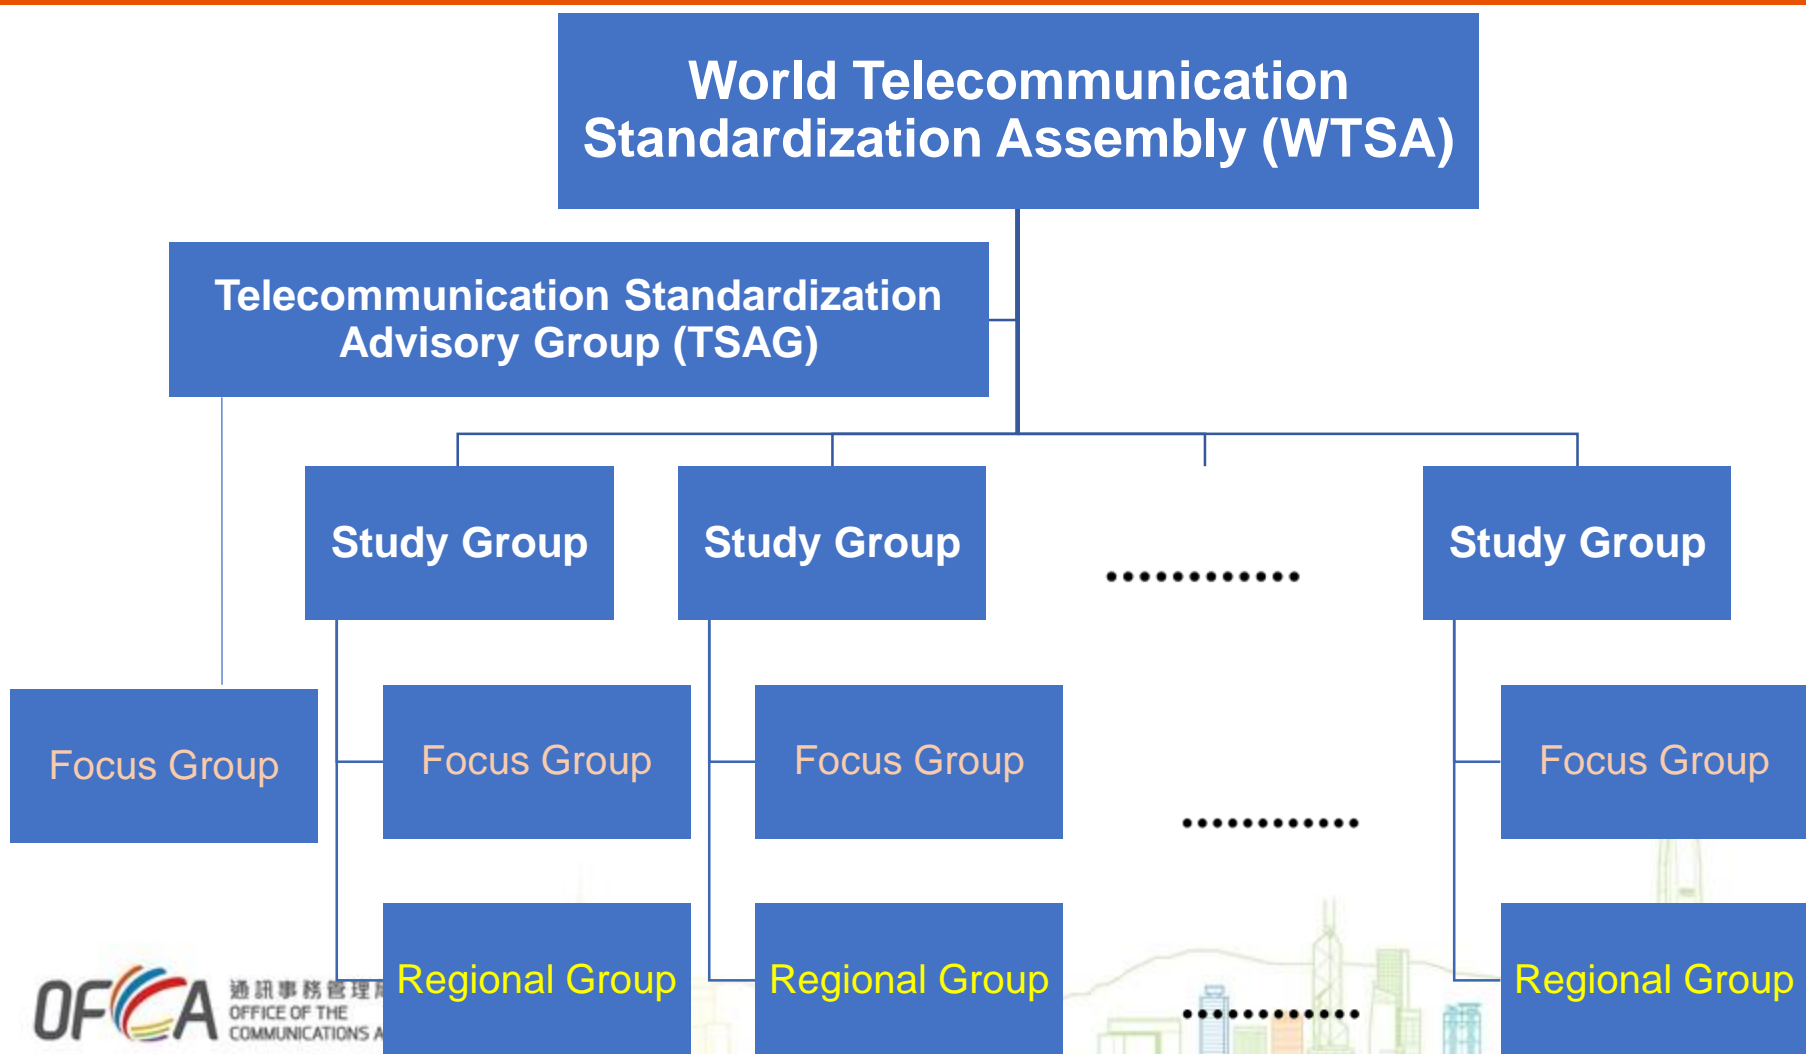 World Telecommunication
Standardization Assembly (WTSA)
Telecommunication Standardization
Advisory Group (TSAG)
Study Group
Study Group
............
Study Group
Focus Group
Focus Group
Focus Group
............
Focus Group
Regional Group
Regional Group
............
Regional Group
OFCA
通訊事務管理
OFFICE OF THE
COMMUNICATIONS A